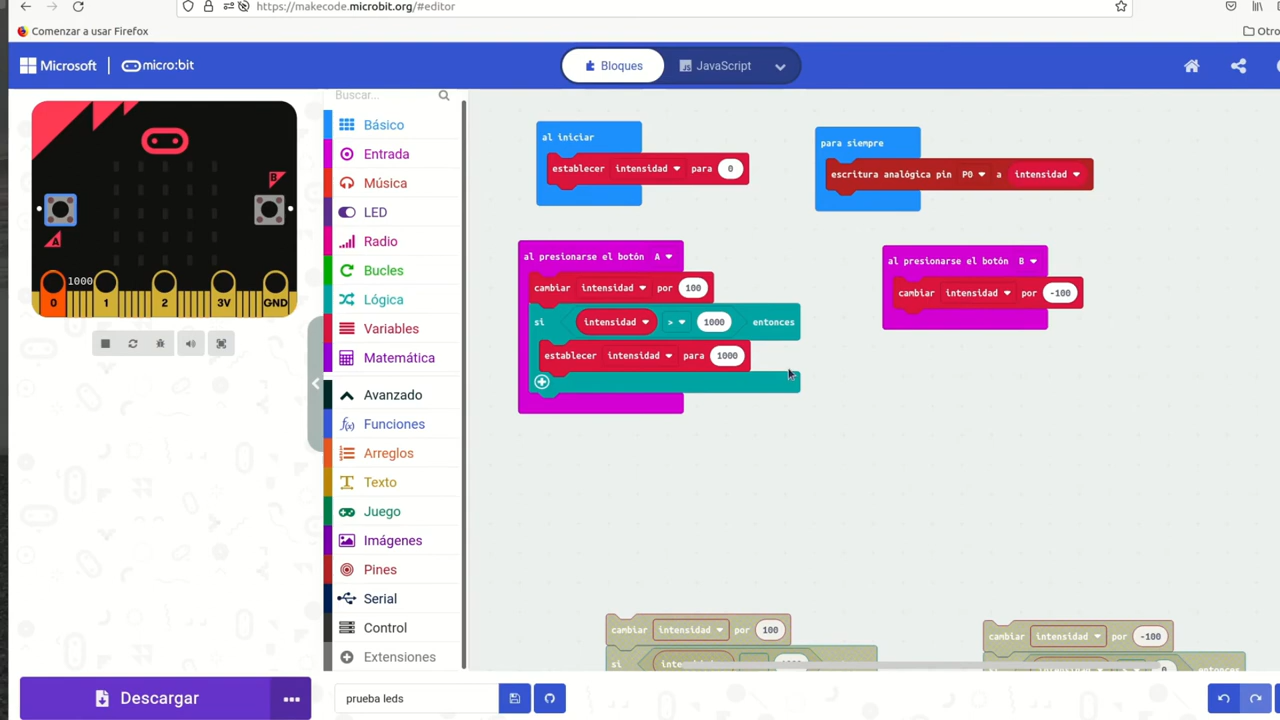 https://makecode.microbit.org/#editor
Comenzar a usar Firefox
Otro
Microsoft
micro:bit
Bloques
JavaScript
Buscar...
Básico
Entrada
Música
LED
Radio
Bucles
Lógica
Variables
Matemática
Avanzado
Funciones
Arreglos
Texto
Juego
Imágenes
Pines
Serial
Control
Extensiones
B
A
1000
0 1 2 3V GND
al iniciar
establecer intensidad para 0
para siempre
escritura analógica pin P0 a intensidad
al presionarse el botón A
cambiar intensidad por 100
si intensidad > 1000 entonces
establecer intensidad para 1000
al presionarse el botón B
cambiar intensidad por -100
cambiar intensidad por 100
si
cambiar intensidad por -100
Descargar
prueba leds